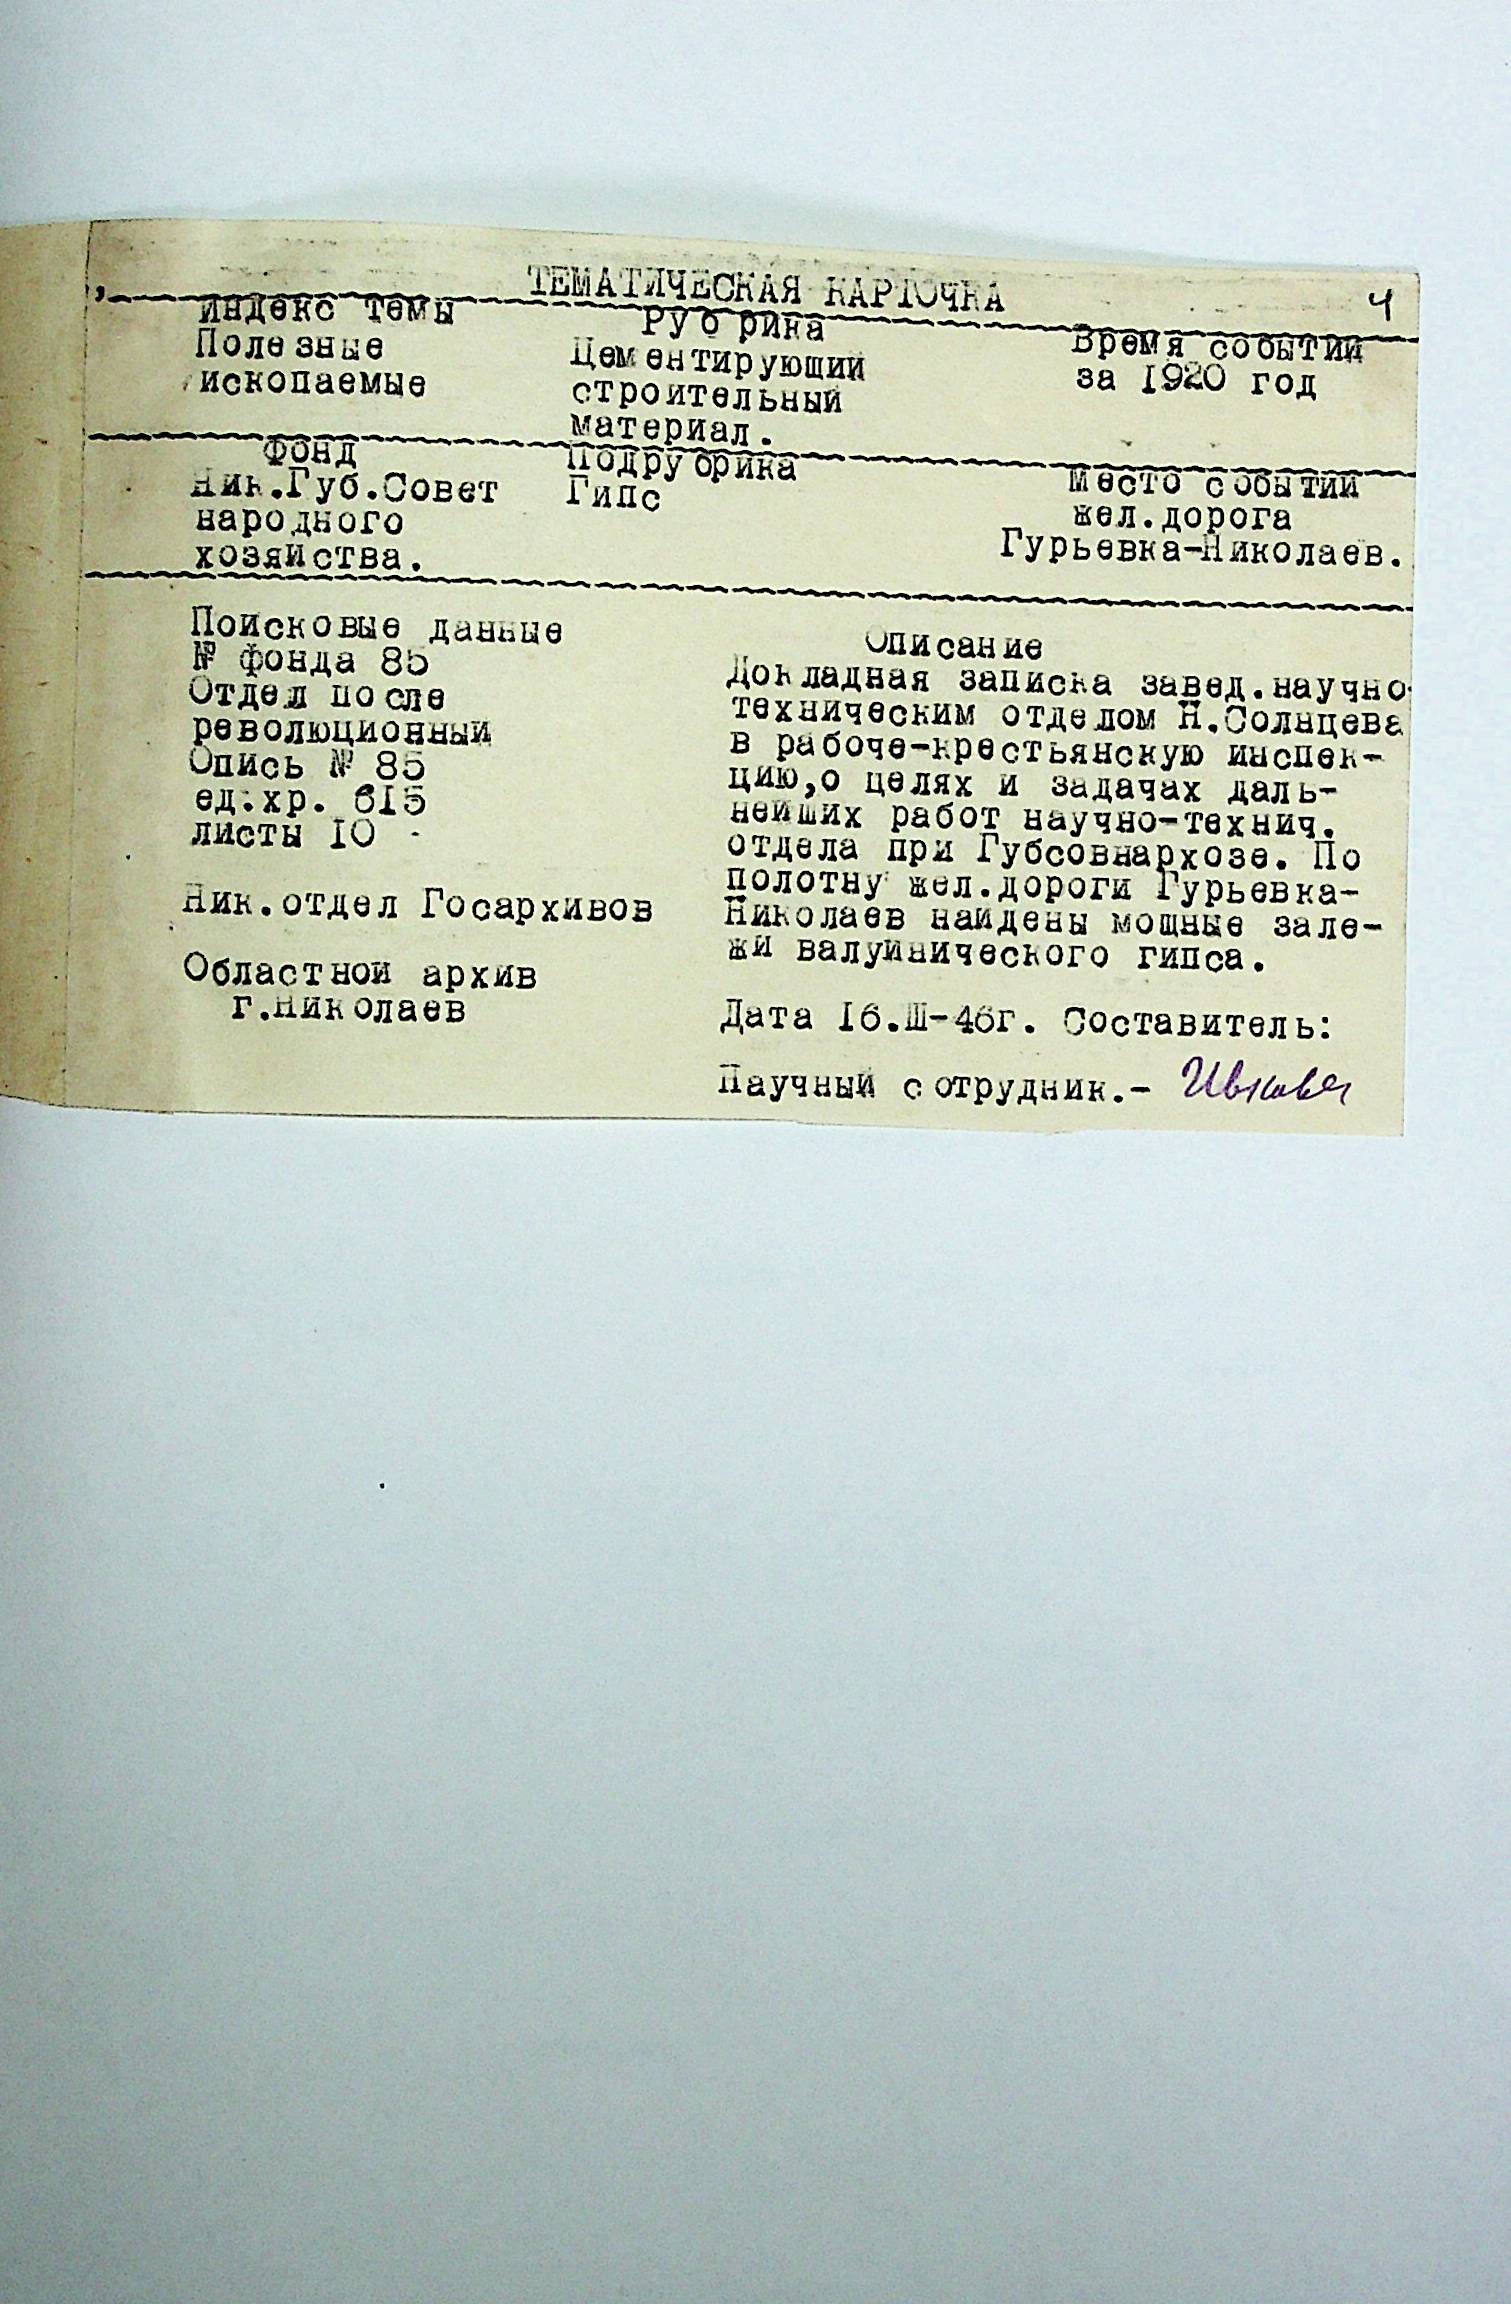 ТЕМАТИЧЕСКАЯ КАРТОЧКА
4
индекс темы
Полезные
ископаемые
Рубрика
Цементирующий
строительный
материал.
Время событий
за 1920 год
Фонд
Ник.Губ.Совет
народного
хозяйства.
Подрубрика
Гипс
Место событий
жел.дорога
Гурьевка-Николаев.
Поисковые данные
№ фонда 85
Отдел после
революционный
Опись № 85
ед.хр. 615
листы 10
Ник.отдел Госархивов
Областной архив
г.Николаев
Описание
Докладная записка завед.научно-
техническим отделом Н.Солнцева
в рабоче-крестьянскую инспек-
цию,о целях и задачах даль-
нейших работ научно-технич.
отдела при Губсовнархозе. По
полотну жел.дороги Гурьевка-
Николаев найдены мощные зале-
жи валуйнического гипса.
Дата 16.Ш-46г. Составитель:
Научный сотрудник.-